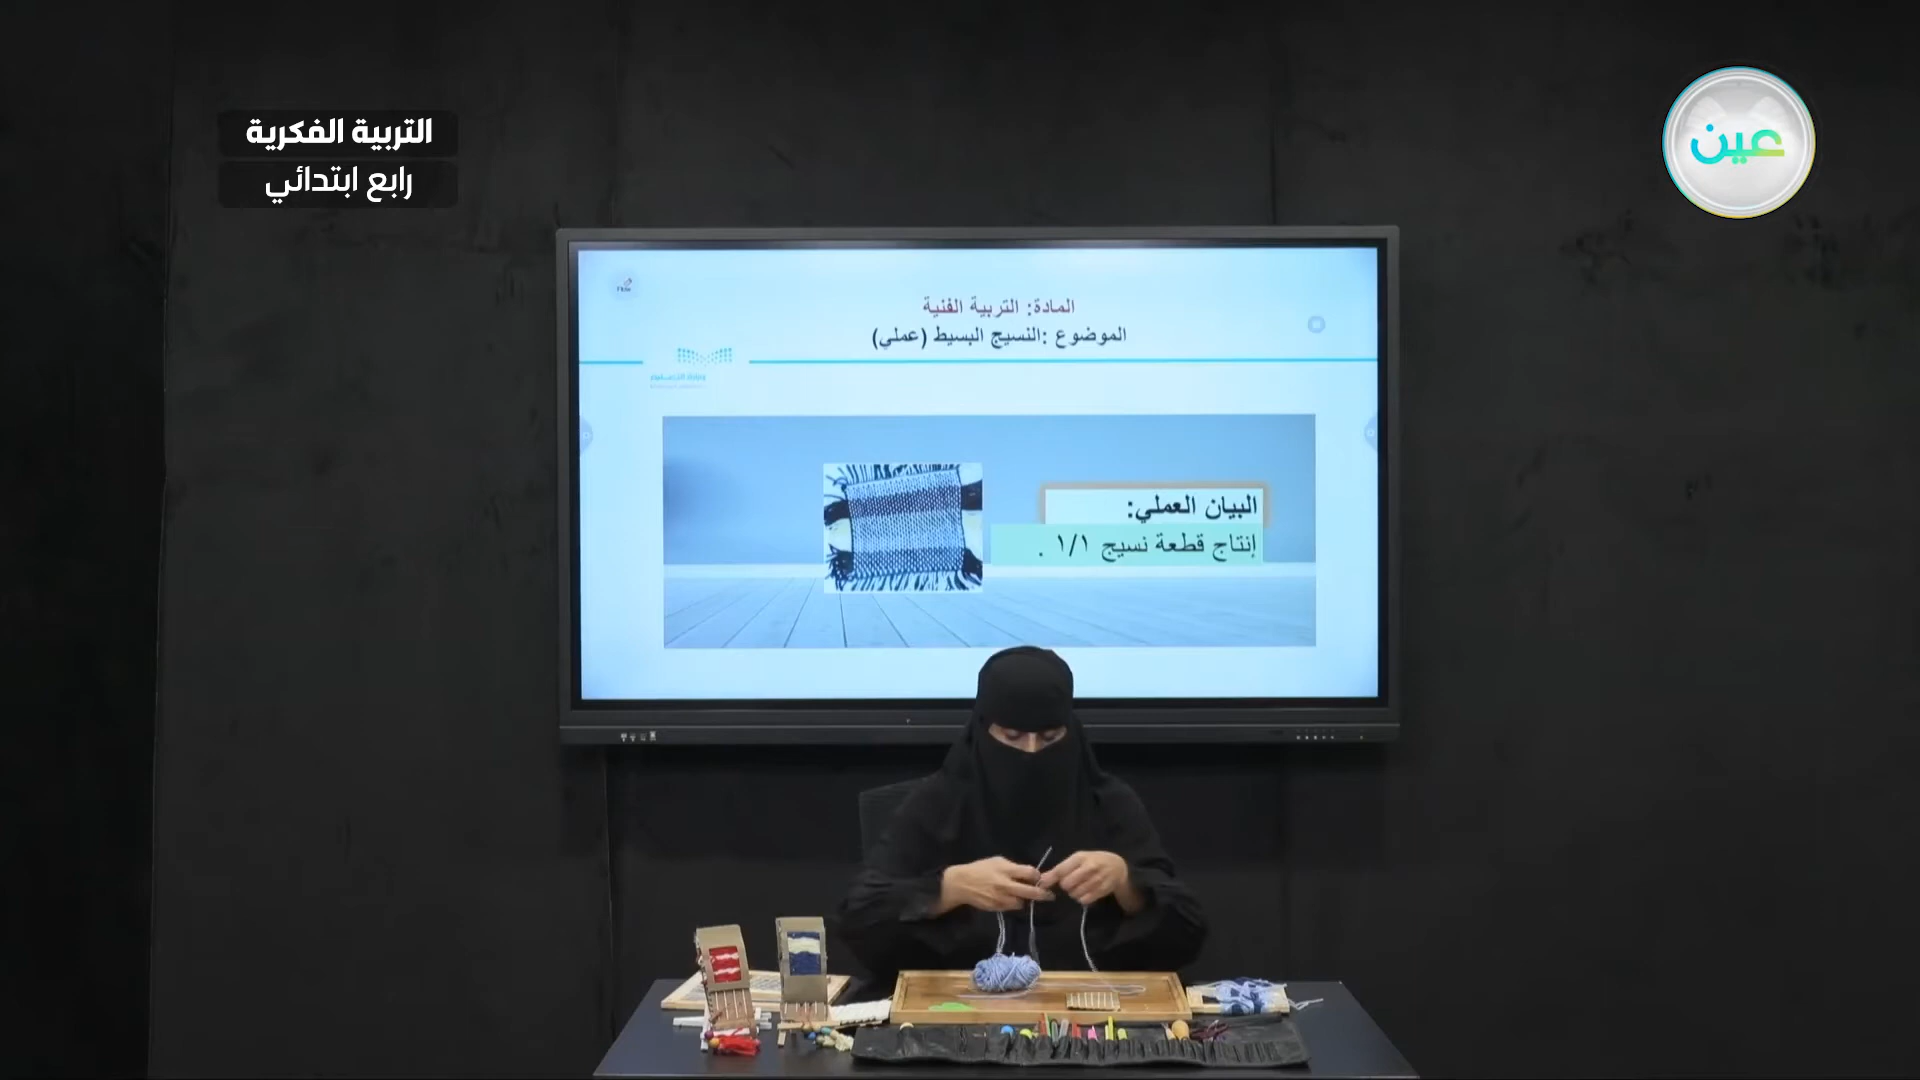 التربية الفكرية
رابع ابتدائي
عين
المادة: التربية الفنية
الموضوع :النسيج البسيط (عملي)
البيان العملي:
إنتاج قطعة نسيج ١/١ .